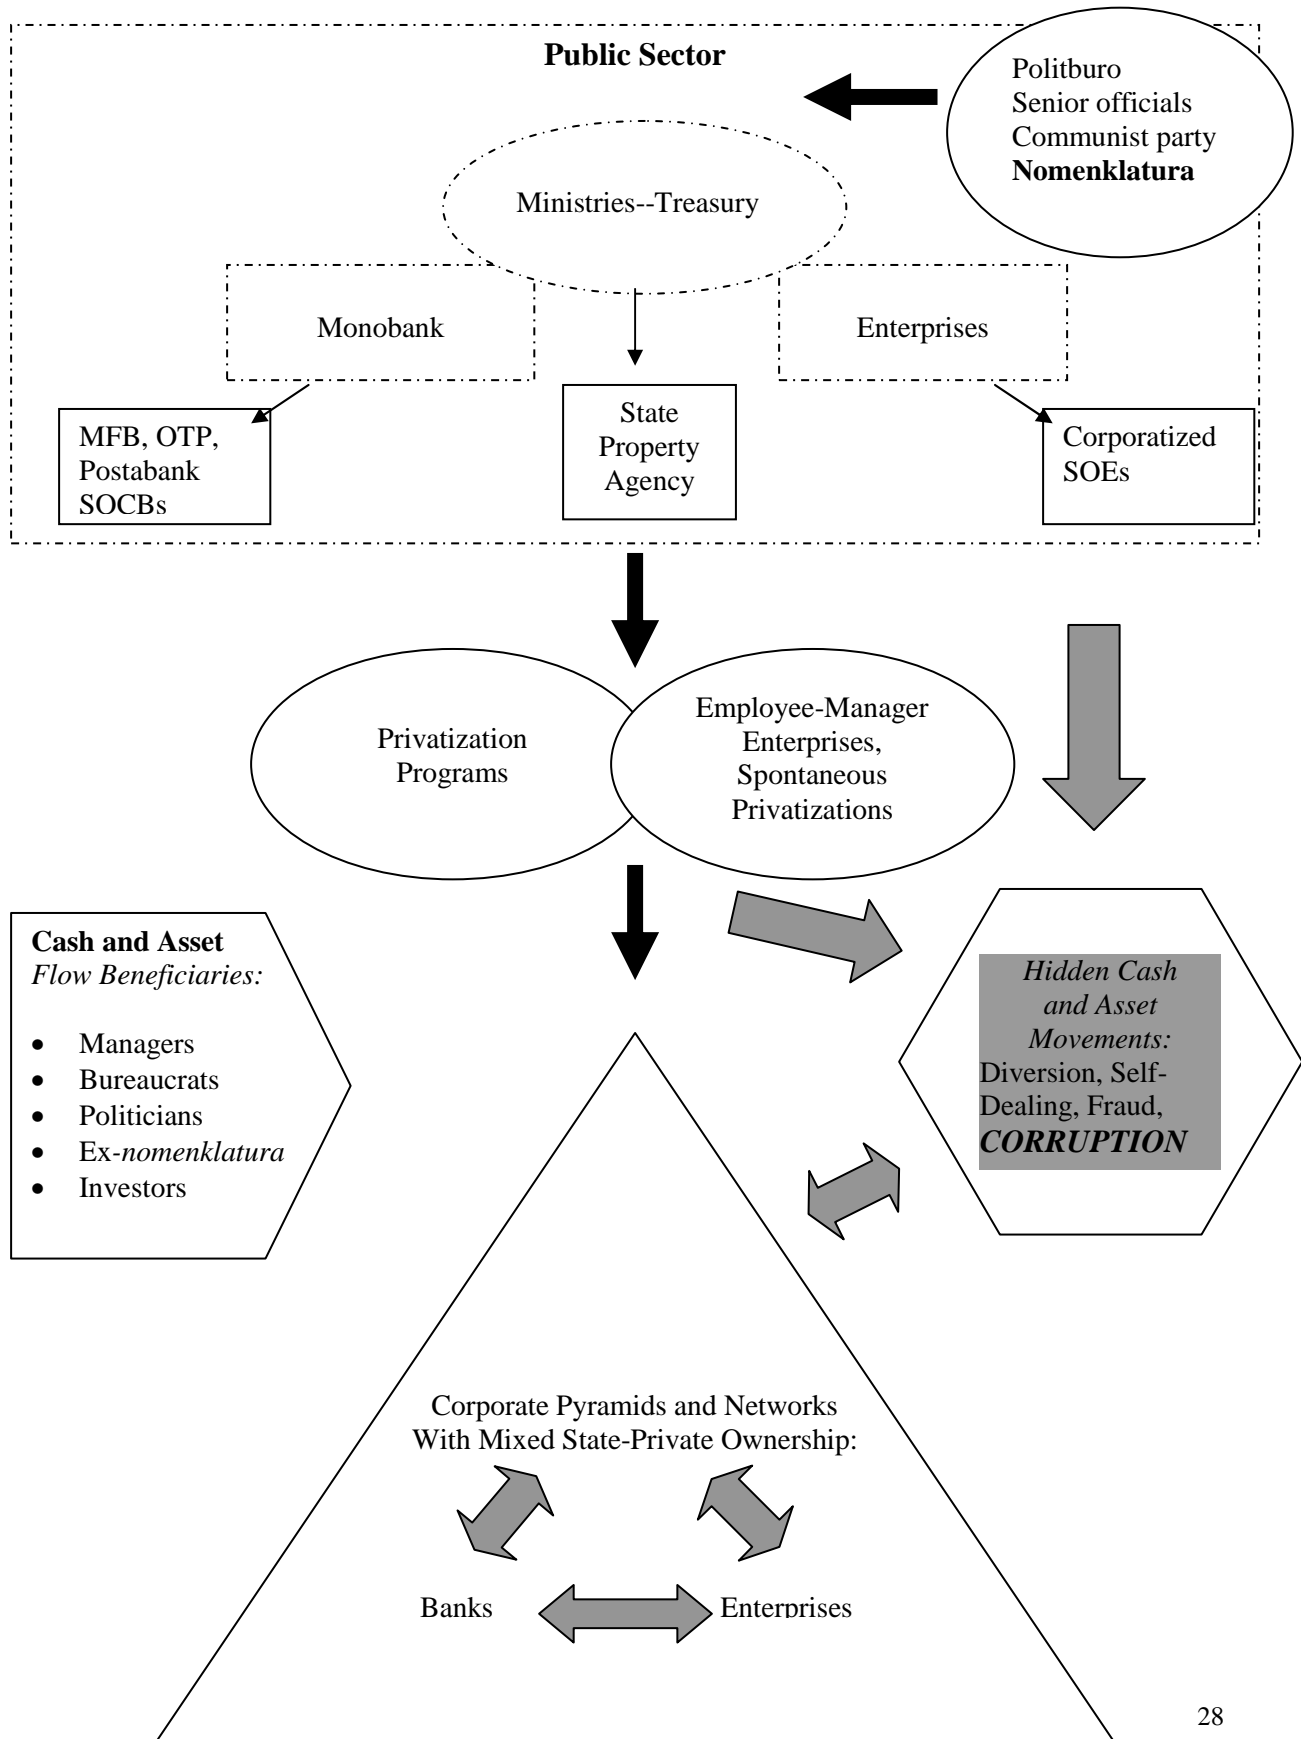 Public Sector
Politburo
Senior officials
Communist party
Nomenklatura
Ministries--Treasury
Monobank
Enterprises
MFB, OTP,
Postabank
SOCBs
State
Property
Agency
Corporatized
SOEs
Privatization
Programs
Employee-Manager
Enterprises,
Spontaneous
Privatizations
Cash and Asset
Flow Beneficiaries:
• Managers
• Bureaucrats
• Politicians
• Ex-nomenklatura
• Investors
Hidden Cash
and Asset
Movements:
Diversion, Self-
Dealing, Fraud,
CORRUPTION
Corporate Pyramids and Networks
With Mixed State-Private Ownership:
Banks
Enterprises
28